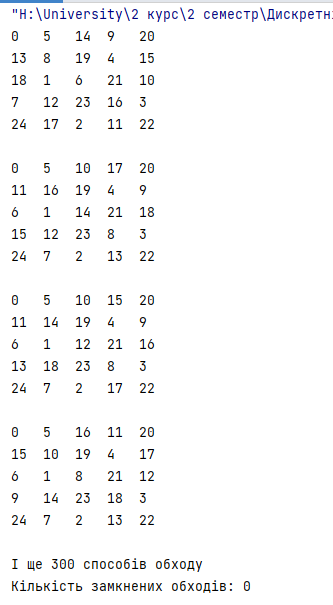 "H:\University\2 курс\2 семестр\Дискретн
0 5 14 9 20
13 8 19 4 15
18 1 6 21 10
7 12 23 16 3
24 17 2 11 22
0 5 10 17 20
11 16 19 4 9
6 1 14 21 18
15 12 23 8 3
24 7 2 13 22
0 5 10 15 20
11 14 19 4 9
6 1 12 21 16
13 18 23 8 3
24 7 2 17 22
0 5 16 11 20
15 10 19 4 17
6 1 8 21 12
9 14 23 18 3
24 7 2 13 22
І ще 300 способів обходу
Кількість замкнених обходів: 0